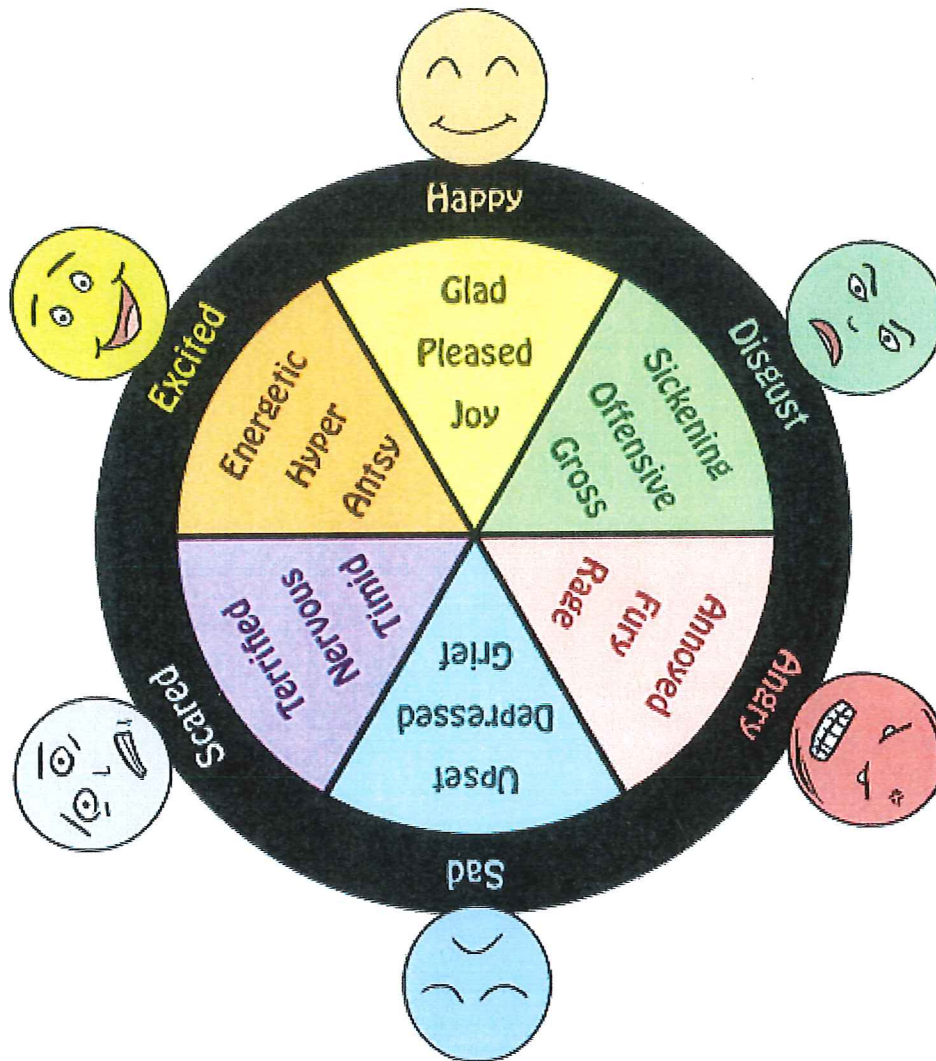 Happy
Glad
Pleased
Joy
Disgust
Sickening
Offensive
Gross
Angry
Annoyed
Fury
Rage
Sad
Upset
Depressed
Grief
Scared
Terrified
Nervous
Timid
Excited
Energetic
Hyper
Antsy